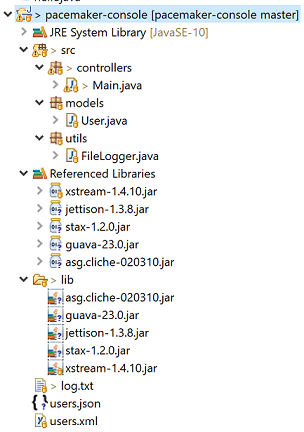 > pacemaker-console [pacemaker-console master]
JRE System Library [JavaSE-10]
> src
> controllers
> Main.java
models
User.java
utils
FileLogger.java
Referenced Libraries
xstream-1.4.10.jar
jettison-1.3.8.jar
stax-1.2.0.jar
guava-23.0.jar
asg.cliche-020310.jar
> lib
asg.cliche-020310.jar
guava-23.0.jar
jettison-1.3.8.jar
stax-1.2.0.jar
xstream-1.4.10.jar
> log.txt
users.json
users.xml